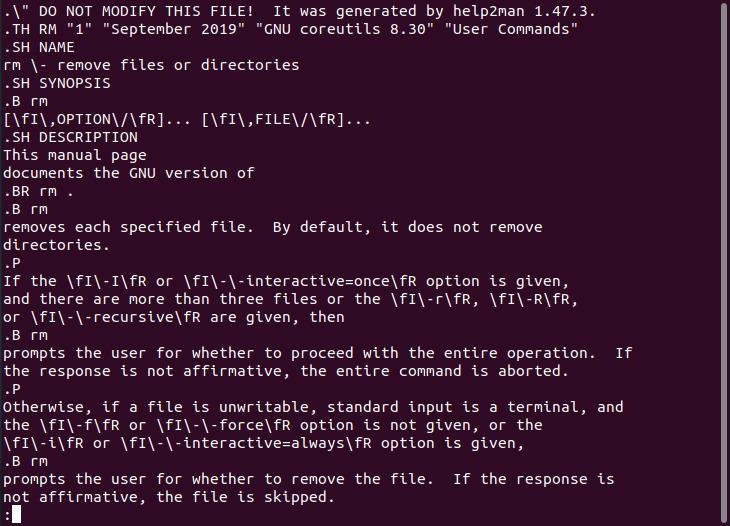 .\" DO NOT MODIFY THIS FILE!  It was generated by help2man 1.47.3.
.TH RM "1" "September 2019" "GNU coreutils 8.30" "User Commands"
.SH NAME
rm \- remove files or directories
.SH SYNOPSIS
.B rm
[\fI\,OPTION\/\fR]... [\fI\,FILE\/\fR]...
.SH DESCRIPTION
This manual page
documents the GNU version of
.BR rm .
.B rm
removes each specified file.  By default, it does not remove
directories.
.P
If the \fI\-I\fR or \fI\-\-interactive=once\fR option is given,
and there are more than three files or the \fI\-r\fR, \fI\-R\fR,
or \fI\-\-recursive\fR are given, then
.B rm
prompts the user for whether to proceed with the entire operation.  If
the response is not affirmative, the entire command is aborted.
.P
Otherwise, if a file is unwritable, standard input is a terminal, and
the \fI\-f\fR or \fI\-\-force\fR option is not given, or the
\fI\-i\fR or \fI\-\-interactive=always\fR option is given,
.B rm
prompts the user for whether to remove the file.  If the response is
not affirmative, the file is skipped.
: